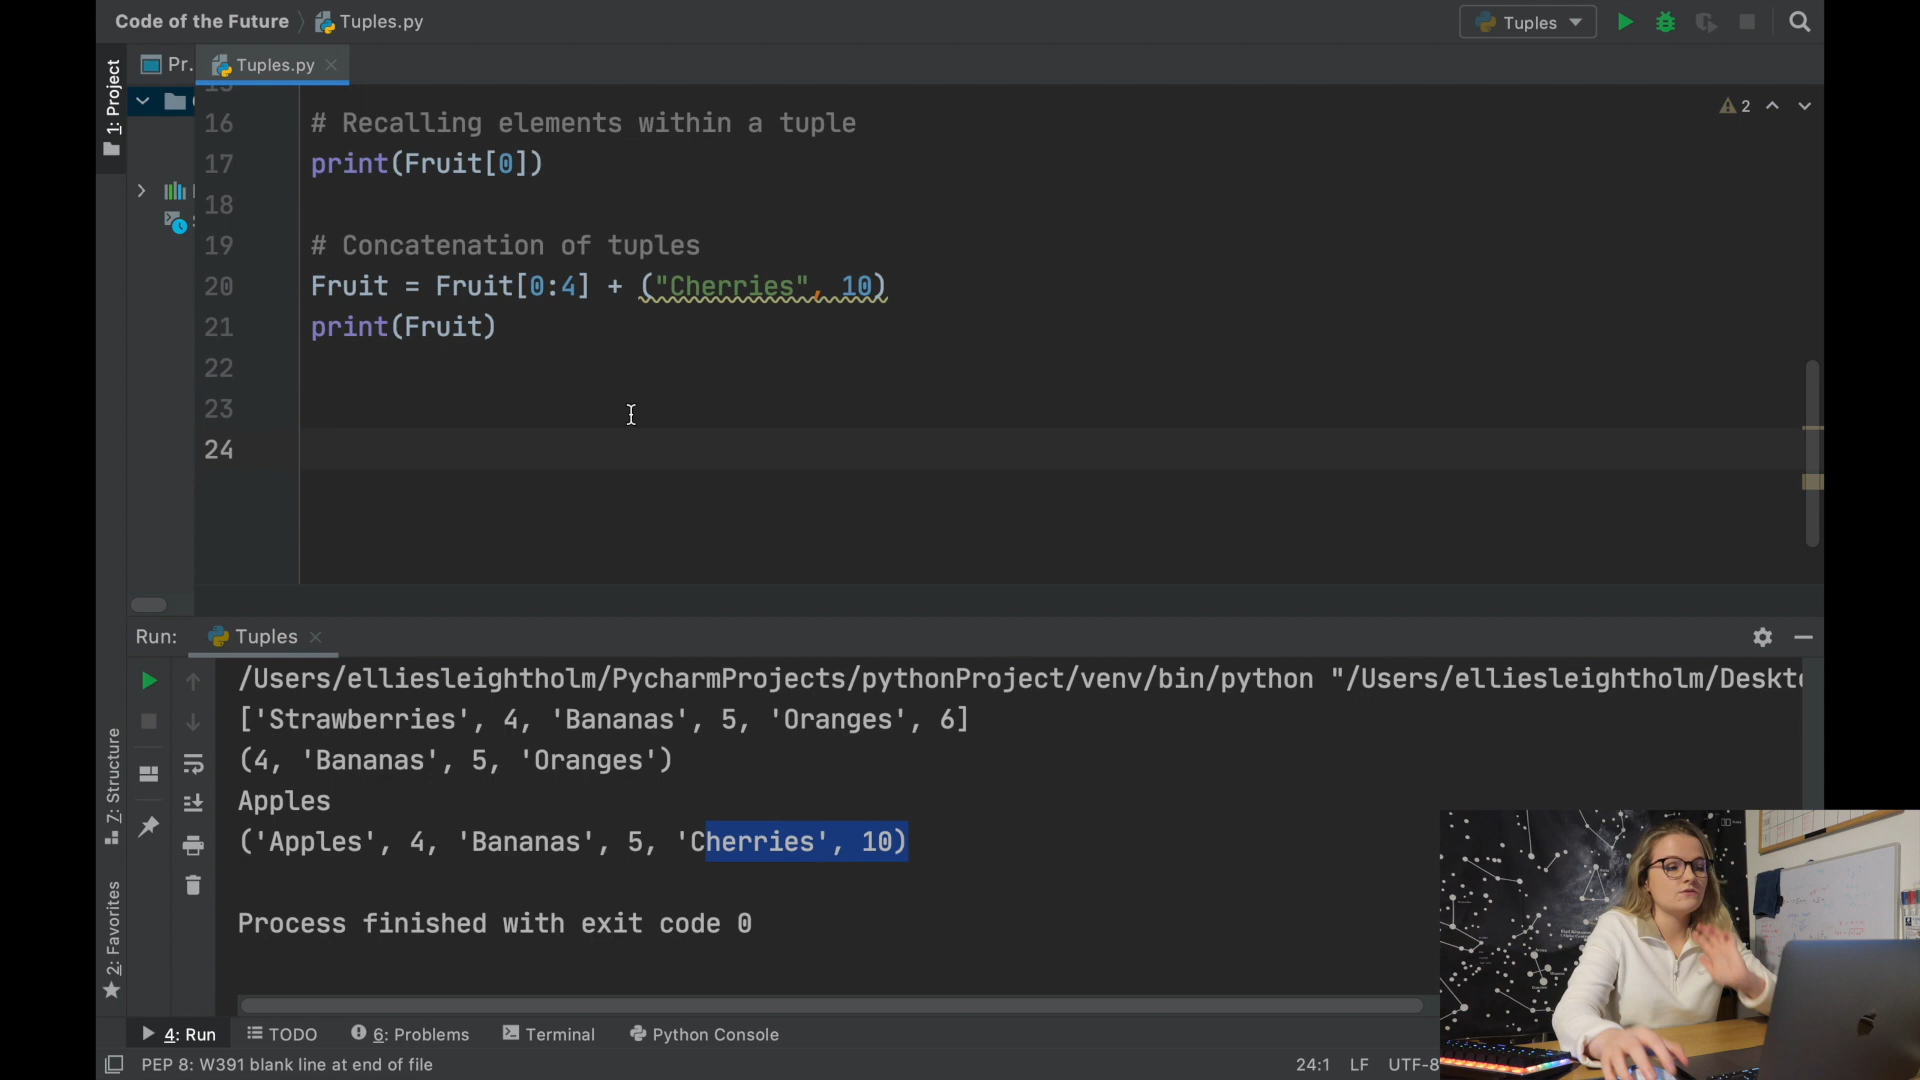 Code of the Future
Tuples.py
Tuples
1: Project
Pr.
Tuples.py
2
16 # Recalling elements within a tuple
17 print(Fruit[0])
18
19 # Concatenation of tuples
20 Fruit = Fruit[0:4] + ("Cherries", 10)
21 print(Fruit)
22
23
24
Run:
Tuples
/Users/elliesleightholm/PycharmProjects/pythonProject/venv/bin/python "/Users/elliesleightholm/Deskt
['Strawberries', 4, 'Bananas', 5, 'Oranges', 6]
(4, 'Bananas', 5, 'Oranges')
Apples
('Apples', 4, 'Bananas', 5, 'Cherries', 10)
Process finished with exit code 0
7: Structure
2: Favorites
4: Run
TODO
6: Problems
Terminal
Python Console
PEP 8: W391 blank line at end of file
24:1 LF UTF-8